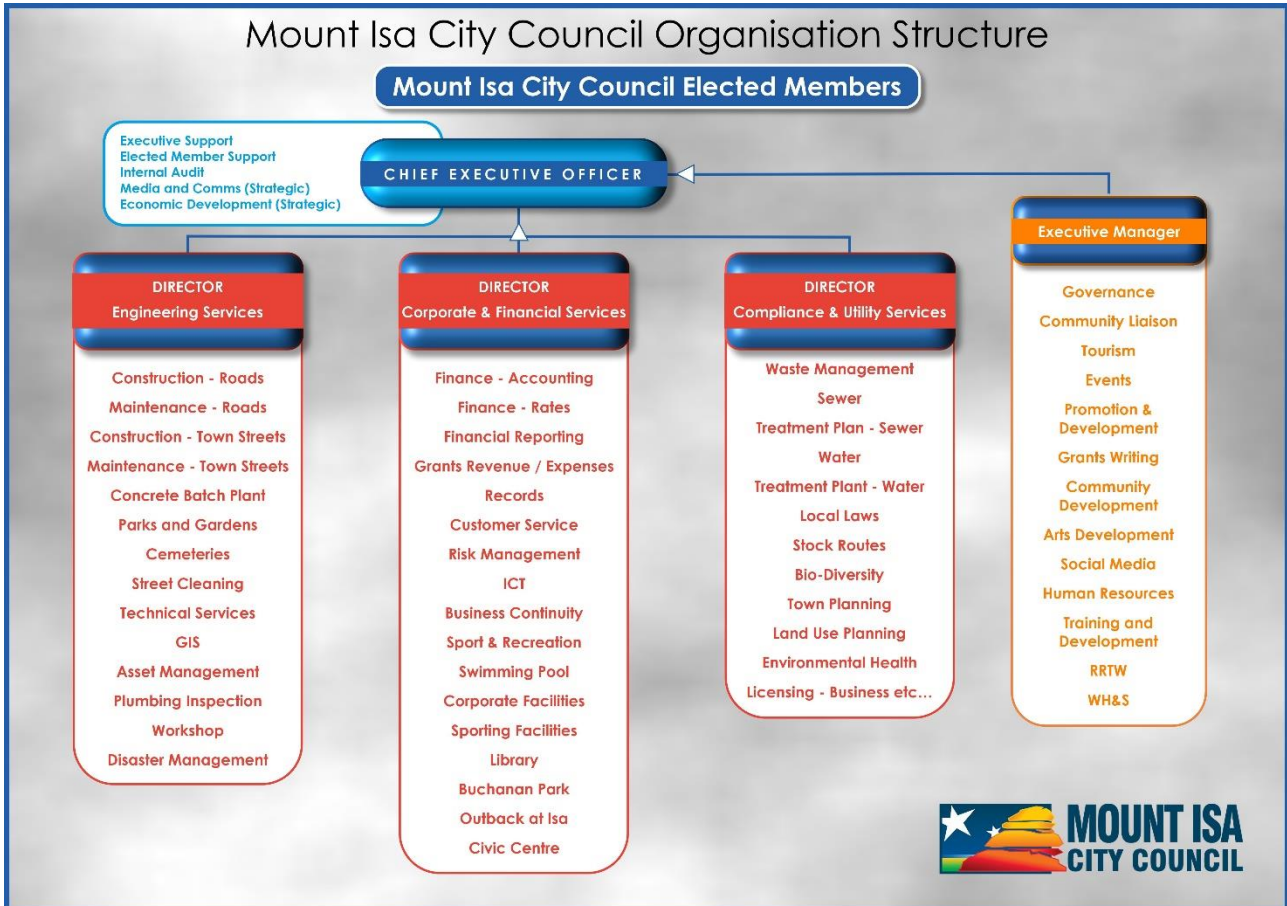 Mount Isa City Council Organisation Structure
Mount Isa City Council Elected Members
Executive Support
Elected Member Support
Internal Audit
Media and Comms (Strategic)
Economic Development (Strategic)
CHIEF EXECUTIVE OFFICER
DIRECTOR
Engineering Services
Construction - Roads
Maintenance - Roads
Construction - Town Streets
Maintenance - Town Streets
Concrete Batch Plant
Parks and Gardens
Cemeteries
Street Cleaning
Technical Services
GIS
Asset Management
Plumbing Inspection
Workshop
Disaster Management
DIRECTOR
Corporate & Financial Services
Finance - Accounting
Finance - Rates
Financial Reporting
Grants Revenue / Expenses
Records
Customer Service
Risk Management
ICT
Business Continuity
Sport & Recreation
Swimming Pool
Corporate Facilities
Sporting Facilities
Library
Buchanan Park
Outback at Isa
Civic Centre
DIRECTOR
Compliance & Utility Services
Waste Management
Sewer
Treatment Plan - Sewer
Water
Treatment Plant - Water
Local Laws
Stock Routes
Bio-Diversity
Town Planning
Land Use Planning
Environmental Health
Licensing - Business etc...
Executive Manager
Governance
Community Liaison
Tourism
Events
Promotion &
Development
Grants Writing
Community
Development
Arts Development
Social Media
Human Resources
Training and
Development
RRTW
WH&S
MOUNT ISA
CITY COUNCIL